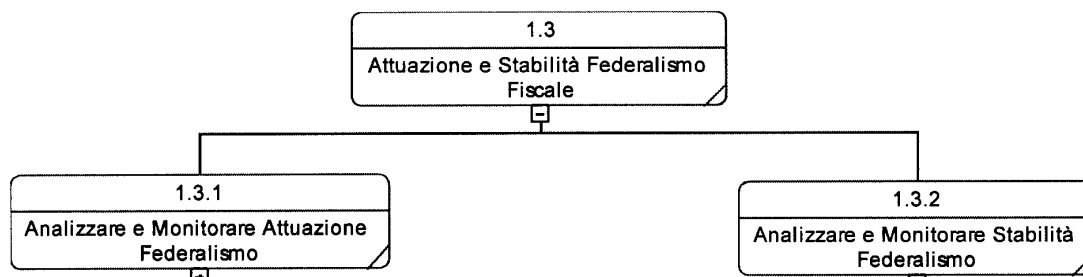 1.3
Attuazione e Stabilità Federalismo
Fiscale
1.3.1
Analizzare e Monitorare Attuazione
Federalismo
1.3.2
Analizzare e Monitorare Stabilità
Federalismo